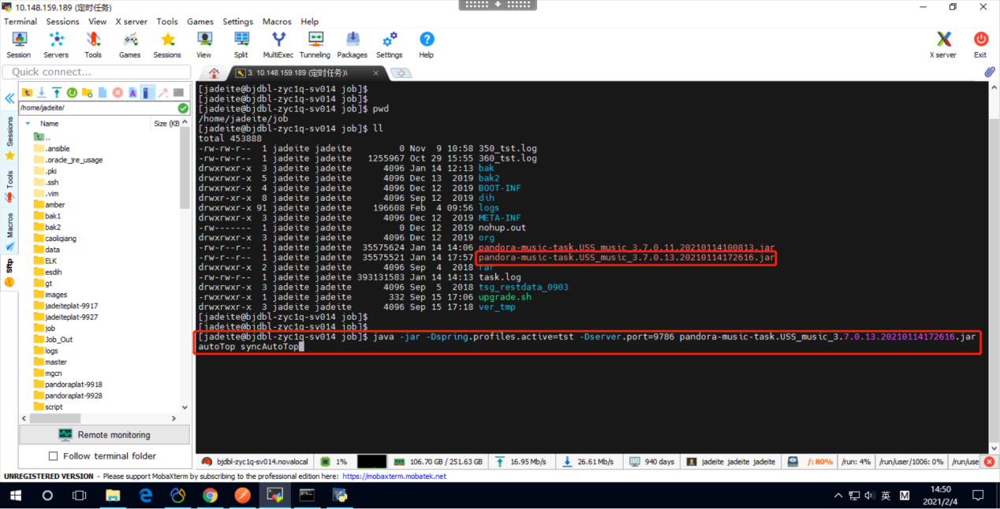 10.148.159.189 (定时任务)
Terminal Sessions View X server Tools Games Settings Macros Help
Session Servers Tools Games Sessions View Split MultiExec Tunneling Packages Settings Help X server Exit
Quick connect...
3. 10.148.159.189 (定时任务)\
/home/jadeite/
Name Size (KB
..
.ansible
.oracle_jre_usage
.pki
.ssh
.vim
amber
bak1
bak2
caoliqiang
data
ELK
esdih
gt
images
jadeiteplat-9917
jadeiteplat-9927
job
Job_Out
logs
master
mgcn
pandoraplat-9918
pandoraplat-9928
script
Sessions
Tools
Macros
Sftp
Remote monitoring
Follow terminal folder
[jadeite@bjdbl-zyc1q-sv014 job]$
[jadeite@bjdbl-zyc1q-sv014 job]$
[jadeite@bjdbl-zyc1q-sv014 job]$ pwd
/home/jadeite/job
[jadeite@bjdbl-zyc1q-sv014 job]$ ll
total 453888
-rw-rw-r-- 1 jadeite jadeite 0 Nov 9 10:58 350_tst.log
-rw-rw-r-- 1 jadeite jadeite 1255967 Oct 29 15:55 360_tst.log
drwxrwxr-x 3 jadeite jadeite 4096 Jan 14 12:13 bak
drwxrwxr-x 5 jadeite jadeite 4096 Dec 13 2019 bak2
drwxrwxr-x 4 jadeite jadeite 4096 Dec 12 2019 BOOT-INF
drwxr-xr-x 8 jadeite jadeite 4096 Sep 12 2019 dih
drwxrwxr-x 91 jadeite jadeite 196608 Feb 4 09:56 logs
drwxrwxr-x 3 jadeite jadeite 4096 Dec 12 2019 META-INF
-rw------- 1 jadeite jadeite 0 Dec 12 2019 nohup.out
drwxrwxr-x 3 jadeite jadeite 4096 Dec 12 2019 org
-rw-r--r-- 1 jadeite jadeite 35575624 Jan 14 14:06 pandora-music-task.USS_music_3.7.0.11.20210114100813.jar
-rw-r--r-- 1 jadeite jadeite 35575521 Jan 14 17:57 pandora-music-task.USS_music_3.7.0.13.20210114172616.jar
drwxrwxr-x 2 jadeite jadeite 4096 Sep 4 2018 rar
-rw-rw-r-- 1 jadeite jadeite 393131583 Jan 14 14:13 task.log
drwxrwxr-x 3 jadeite jadeite 4096 Sep 5 2018 tsg_restdata_0903
-rwxrwxr-x 1 jadeite jadeite 332 Sep 15 17:06 upgrade.sh
drwxrwxr-x 3 jadeite jadeite 4096 Sep 15 17:18 ver_tmp
[jadeite@bjdbl-zyc1q-sv014 job]$
[jadeite@bjdbl-zyc1q-sv014 job]$
[jadeite@bjdbl-zyc1q-sv014 job]$ java -jar -Dspring.profiles.active=tst -Dserver.port=9786 pandora-music-task.USS_music_3.7.0.13.20210114172616.jar
autoTop syncAutoTop
bjdbl-zyc1q-sv014.novalocal 1% 106.70 GB / 251.63 GB 16.95 Mb/s 26.61 Mb/s 940 days jadeite jadeite jadeite /: 80% /run: 4% /run/user/1006: 0% /run/use
UNREGISTERED VERSION - Please support MobaXterm by subscribing to the professional edition here: https://mobaxterm.mobatek.net
英 M 14:50
2021/2/4